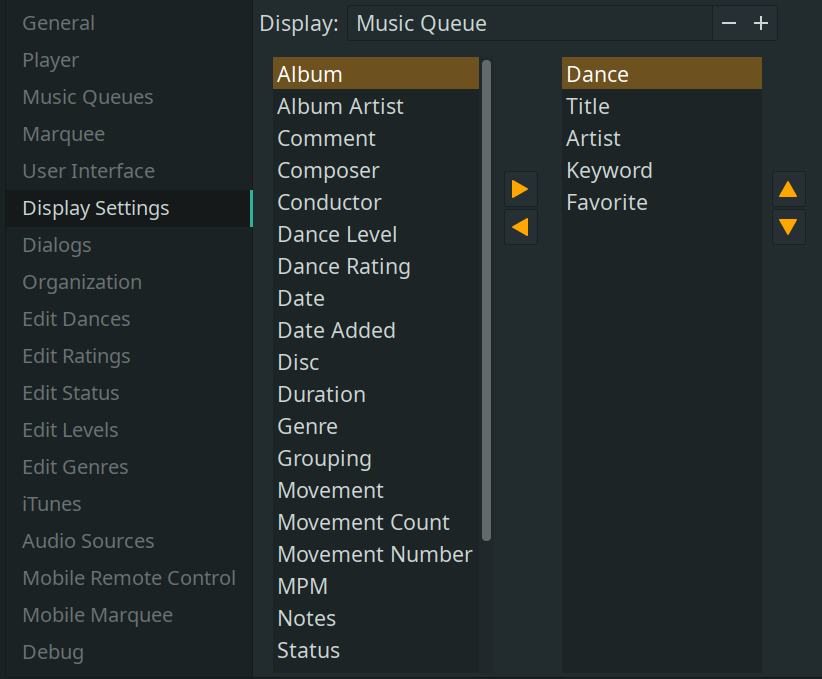 General
Player
Music Queues
Marquee
User Interface
Display Settings
Dialogs
Organization
Edit Dances
Edit Ratings
Edit Status
Edit Levels
Edit Genres
iTunes
Audio Sources
Mobile Remote Control
Mobile Marquee
Debug
Display: Music Queue − +
Album
Album Artist
Comment
Composer
Conductor
Dance Level
Dance Rating
Date
Date Added
Disc
Duration
Genre
Grouping
Movement
Movement Count
Movement Number
MPM
Notes
Status
Dance
Title
Artist
Keyword
Favorite